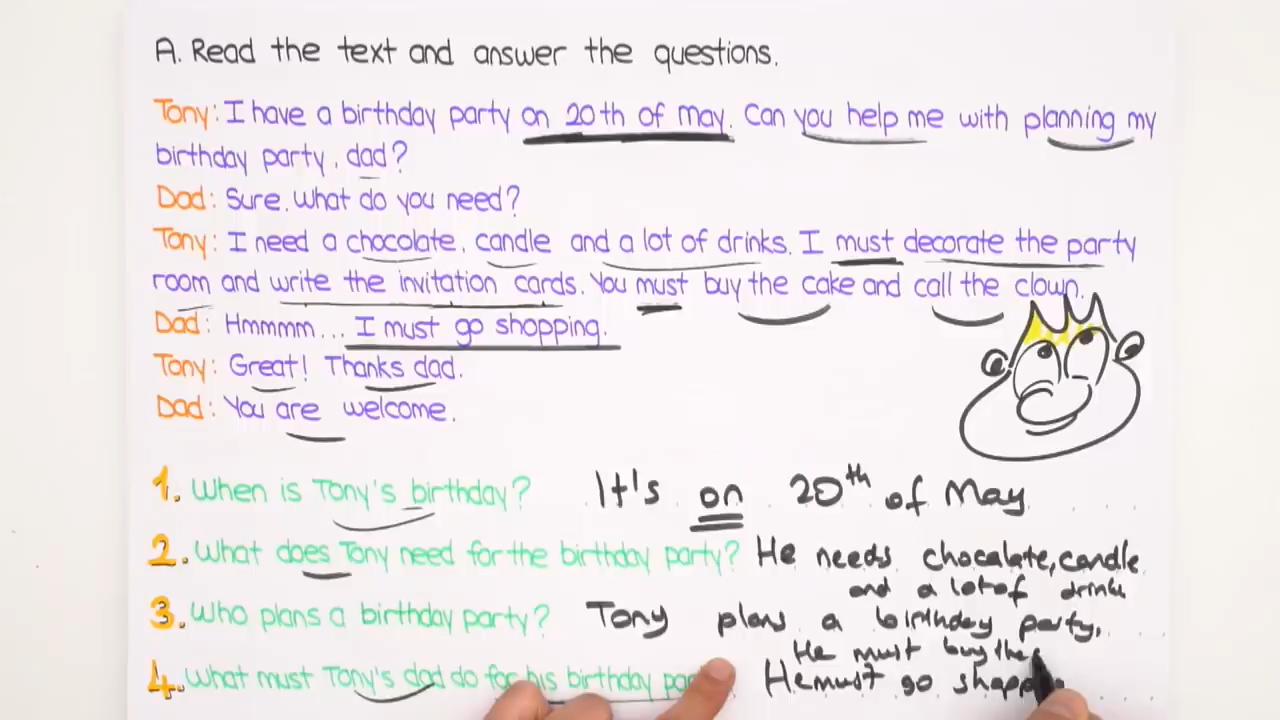 A. Read the text and answer the questions.
Tony: I have a birthday party on 20th of may. Can you help me with planning my
birthday party, dad?
Dad: Sure. What do you need?
Tony: I need a chocolate, candle and a lot of drinks. I must decorate the party
room and write the invitation cards. You must buy the cake and call the clown.
Dad: Hmmmm... I must go shopping.
Tony: Great! Thanks dad.
Dad: You are welcome.
1. When is Tony's birthday? It's on 20th of May
2. What does Tony need for the birthday party? He needs chocalate, candle
and a lot of drinks
3. Who plans a birthday party? Tony plans a birthday party.
He must buy the
4. What must Tony's dad do for his birthday He must go